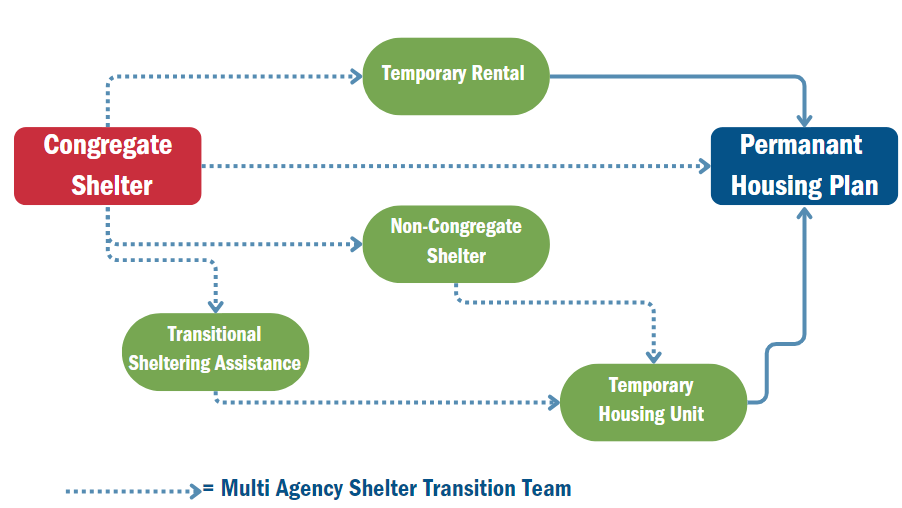 Temporary Rental
Congregate
Shelter
Permanant
Housing Plan
Non-Congregate
Shelter
Transitional
Sheltering Assistance
Temporary
Housing Unit
= Multi Agency Shelter Transition Team